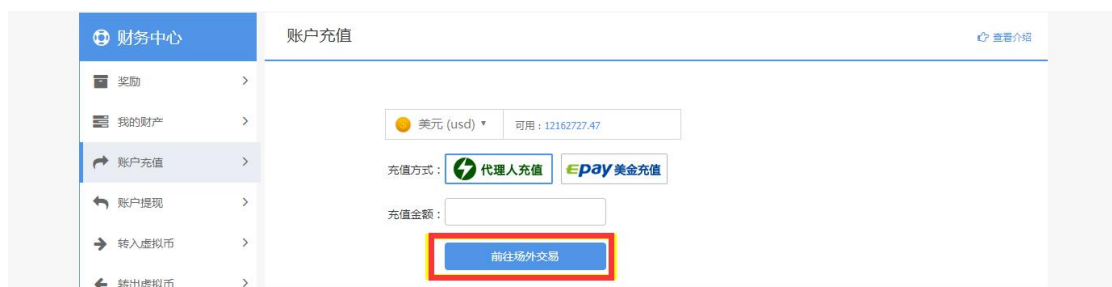 财务中心
账户充值
查看介绍
奖励
我的财产
美元 (usd) 可用：12162727.47
账户充值
充值方式： 代理人充值 Epay 美金充值
账户提现
充值金额：
转入虚拟币
前往场外交易
转出虚拟币